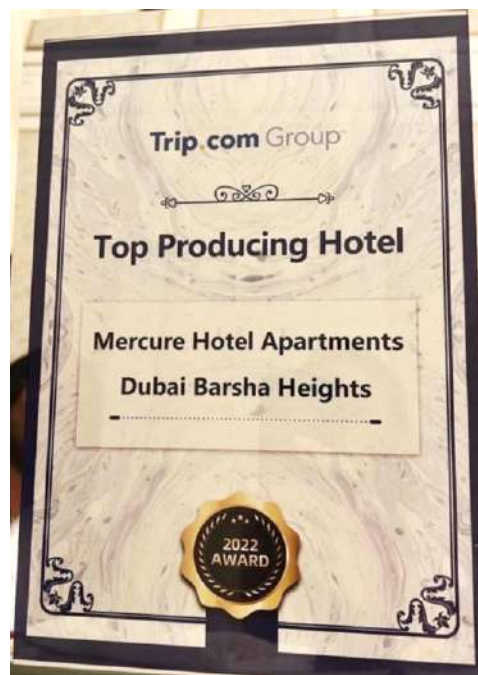 Trip.com Group
Top Producing Hotel
Mercure Hotel Apartments
Dubai Barsha Heights
2022
AWARD